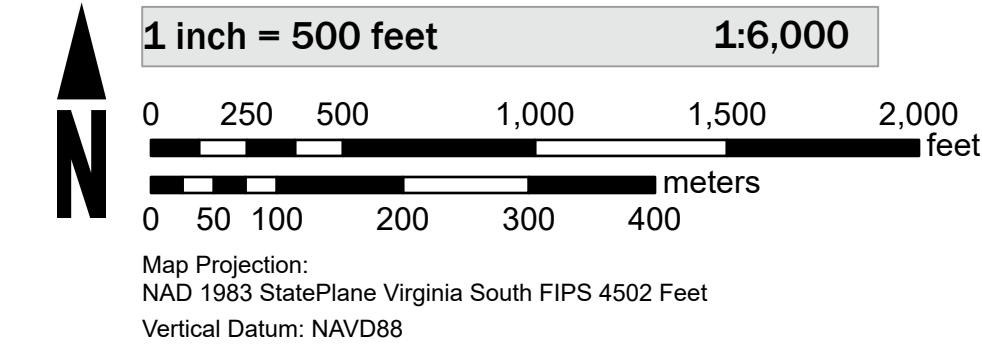 1 inch = 500 feet 1:6,000
0 250 500 1,000 1,500 2,000
feet
N
meters
0 50 100 200 300 400
Map Projection:
NAD 1983 StatePlane Virginia South FIPS 4502 Feet
Vertical Datum: NAVD88